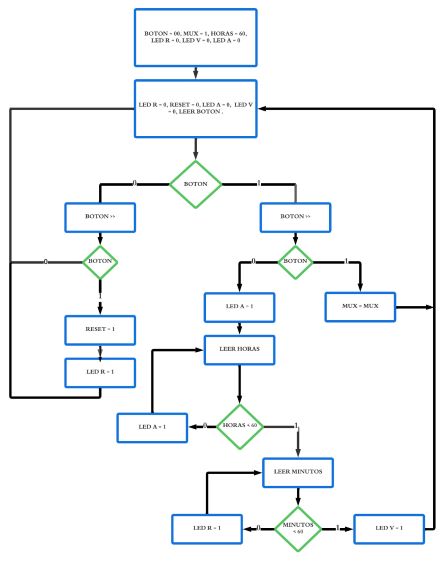 BOTON = 00, MUX = 1, HORAS = 60,
LED R = 0, LED V = 0, LED A = 0
LED R = 0, RESET = 0, LED A = 0, LED V
= 0, LEER BOTON .
BOTON
0
1
BOTON >>
BOTON >>
BOTON
0
1
BOTON
0
1
RESET = 1
LED R = 1
LED A = 1
MUX = MUX
LEER HORAS
HORAS < 60
0
1
LED A = 1
LEER MINUTOS
MINUTOS
< 60
0
1
LED R = 1
LED V = 1